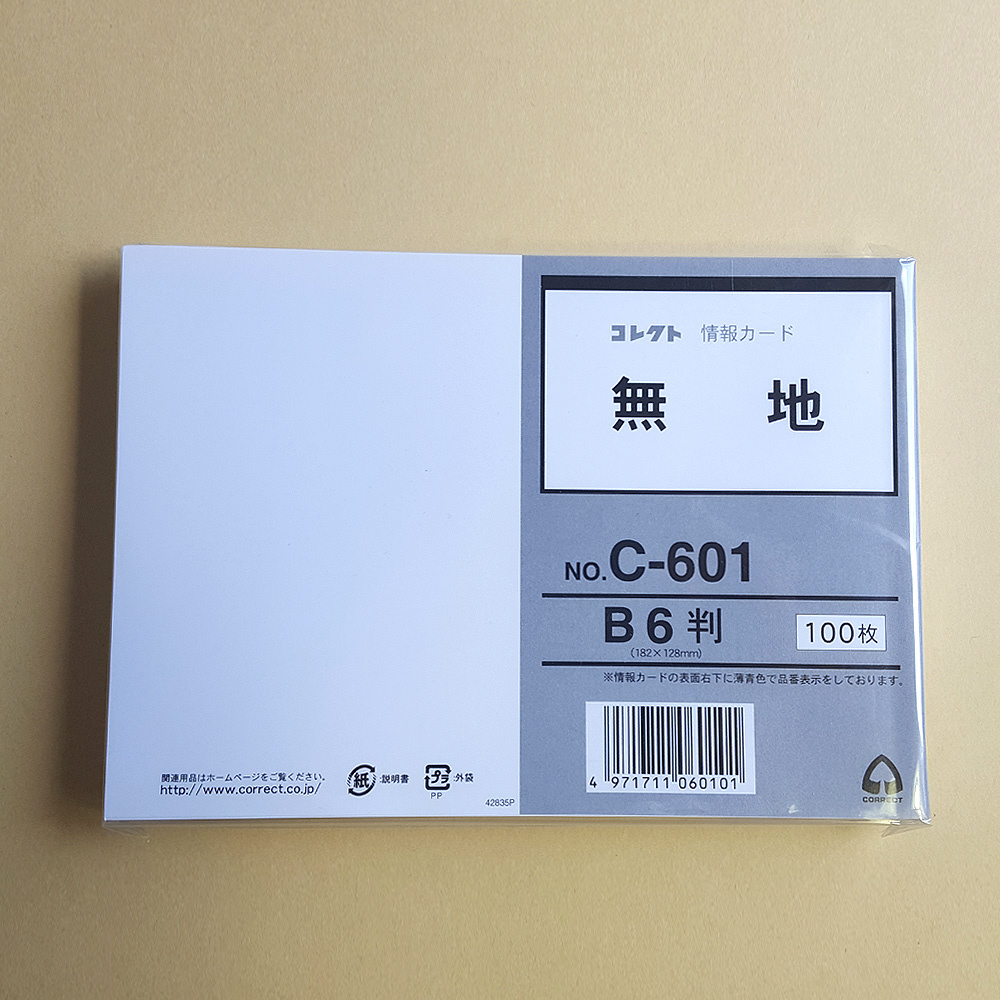 コレクト 情報カード
無 地
NO.C-601
B6判
(182×128mm)
100枚
※情報カードの表面右下に薄青色で品番表示をしております。
4 971711 060101
CORRECT
関連用品はホームページをご覧ください。
http://www.correct.co.jp/
紙 :説明書
プラ :外袋
PP
42835P